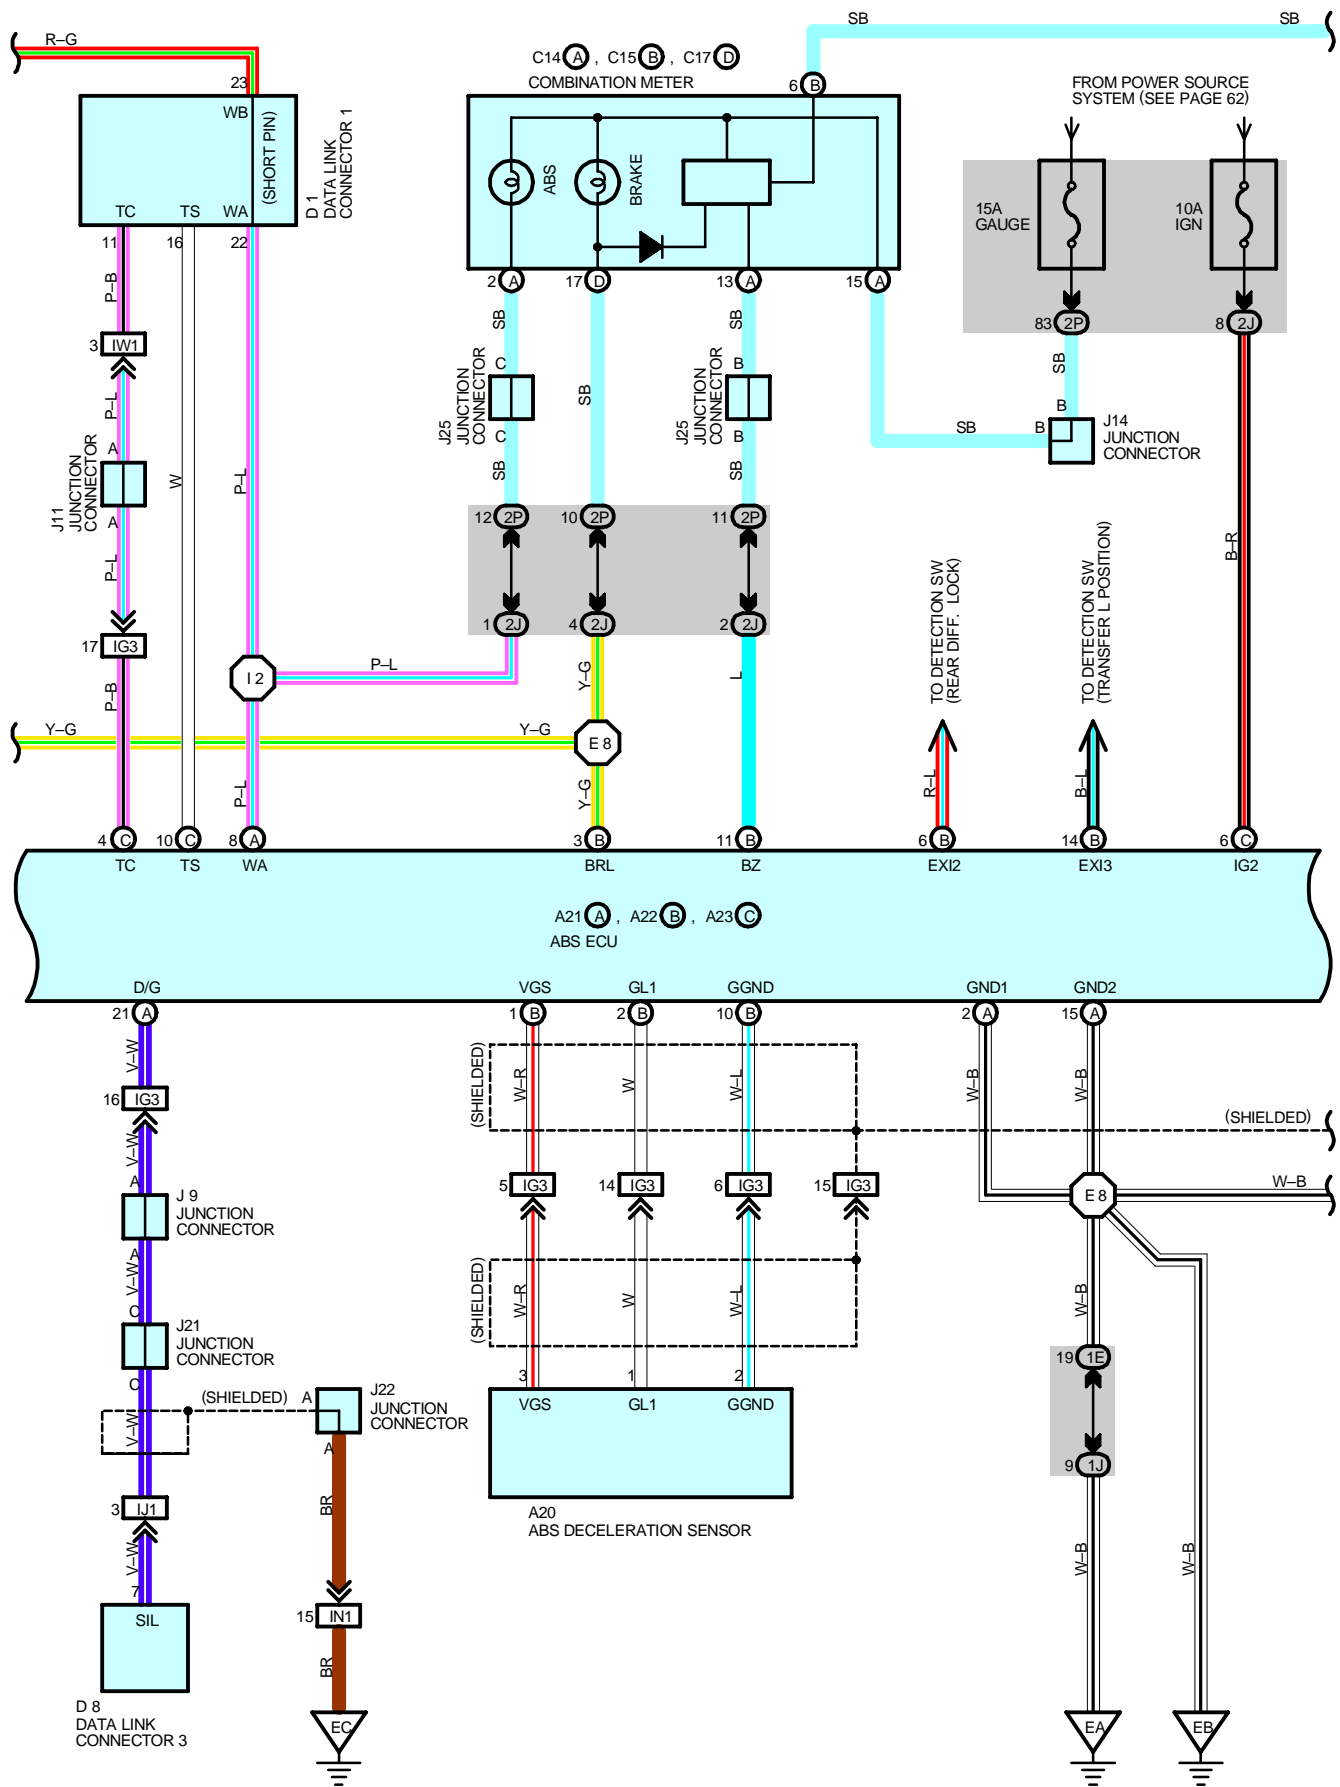 R–G
SB
SB
C14 A , C15 B , C17 D
COMBINATION METER
6 B
FROM POWER SOURCE
SYSTEM (SEE PAGE 62)
23
WB
(SHORT PIN)
D 1
DATA LINK
CONNECTOR 1
TC
TS
WA
ABS
BRAKE
15A
GAUGE
10A
IGN
11
16
22
2 A
17 D
13 A
15 A
83 2P
8 2J
P–B
SB
SB
SB
3 IW1
C
J25
JUNCTION
CONNECTOR
C
SB
B
J25
JUNCTION
CONNECTOR
B
SB
B
B
J14
JUNCTION
CONNECTOR
P–L
A
J11
JUNCTION
CONNECTOR
A
W
P–L
SB
SB
P–L
12 2P
10 2P
11 2P
B–R
TO DETECTION SW
(REAR DIFF. LOCK)
TO DETECTION SW
(TRANSFER L POSITION)
1 2J
4 2J
2 2J
17 IG3
I 2
P–L
Y–G
L
P–B
Y–G
Y–G
E 8
P–L
Y–G
R–L
B–L
4 C
10 C
8 A
3 B
11 B
6 B
14 B
6 C
TC
TS
WA
BRL
BZ
EXI2
EXI3
IG2
A21 A , A22 B , A23 C
ABS ECU
D/G
VGS
GL1
GGND
GND1
GND2
21 A
1 B
2 B
10 B
2 A
15 A
V–W
(SHIELDED)
W–R
W
W–L
W–B
W–B
16 IG3
(SHIELDED)
V–W
A
J 9
JUNCTION
CONNECTOR
A
5 IG3
14 IG3
6 IG3
15 IG3
E 8
W–B
V–W
C
J21
JUNCTION
CONNECTOR
C
(SHIELDED)
W–R
W
W–L
W–B
19 1E
9 1J
3
1
2
VGS
GL1
GGND
(SHIELDED)
A
J22
JUNCTION
CONNECTOR
A
V–W
BR
3 IJ1
A20
ABS DECELERATION SENSOR
V–W
7
SIL
W–B
W–B
15 IN1
BR
D 8
DATA LINK
CONNECTOR 3
EC
EA
EB